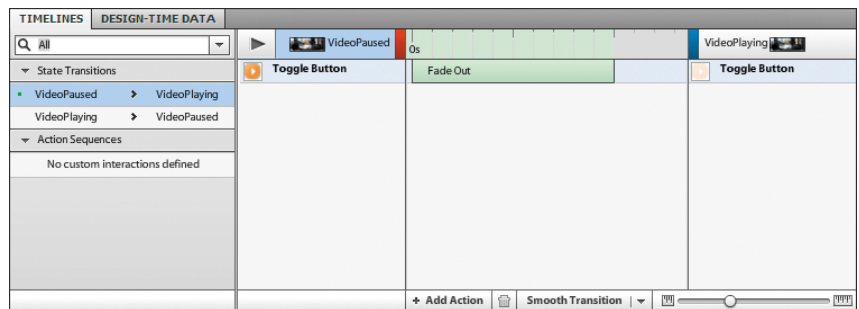 TIMELINES DESIGN-TIME DATA
All
State Transitions
VideoPaused VideoPlaying
VideoPlaying VideoPaused
Action Sequences
No custom interactions defined
VideoPaused
0s
VideoPlaying
Toggle Button
Fade Out
Toggle Button
+ Add Action
Smooth Transition